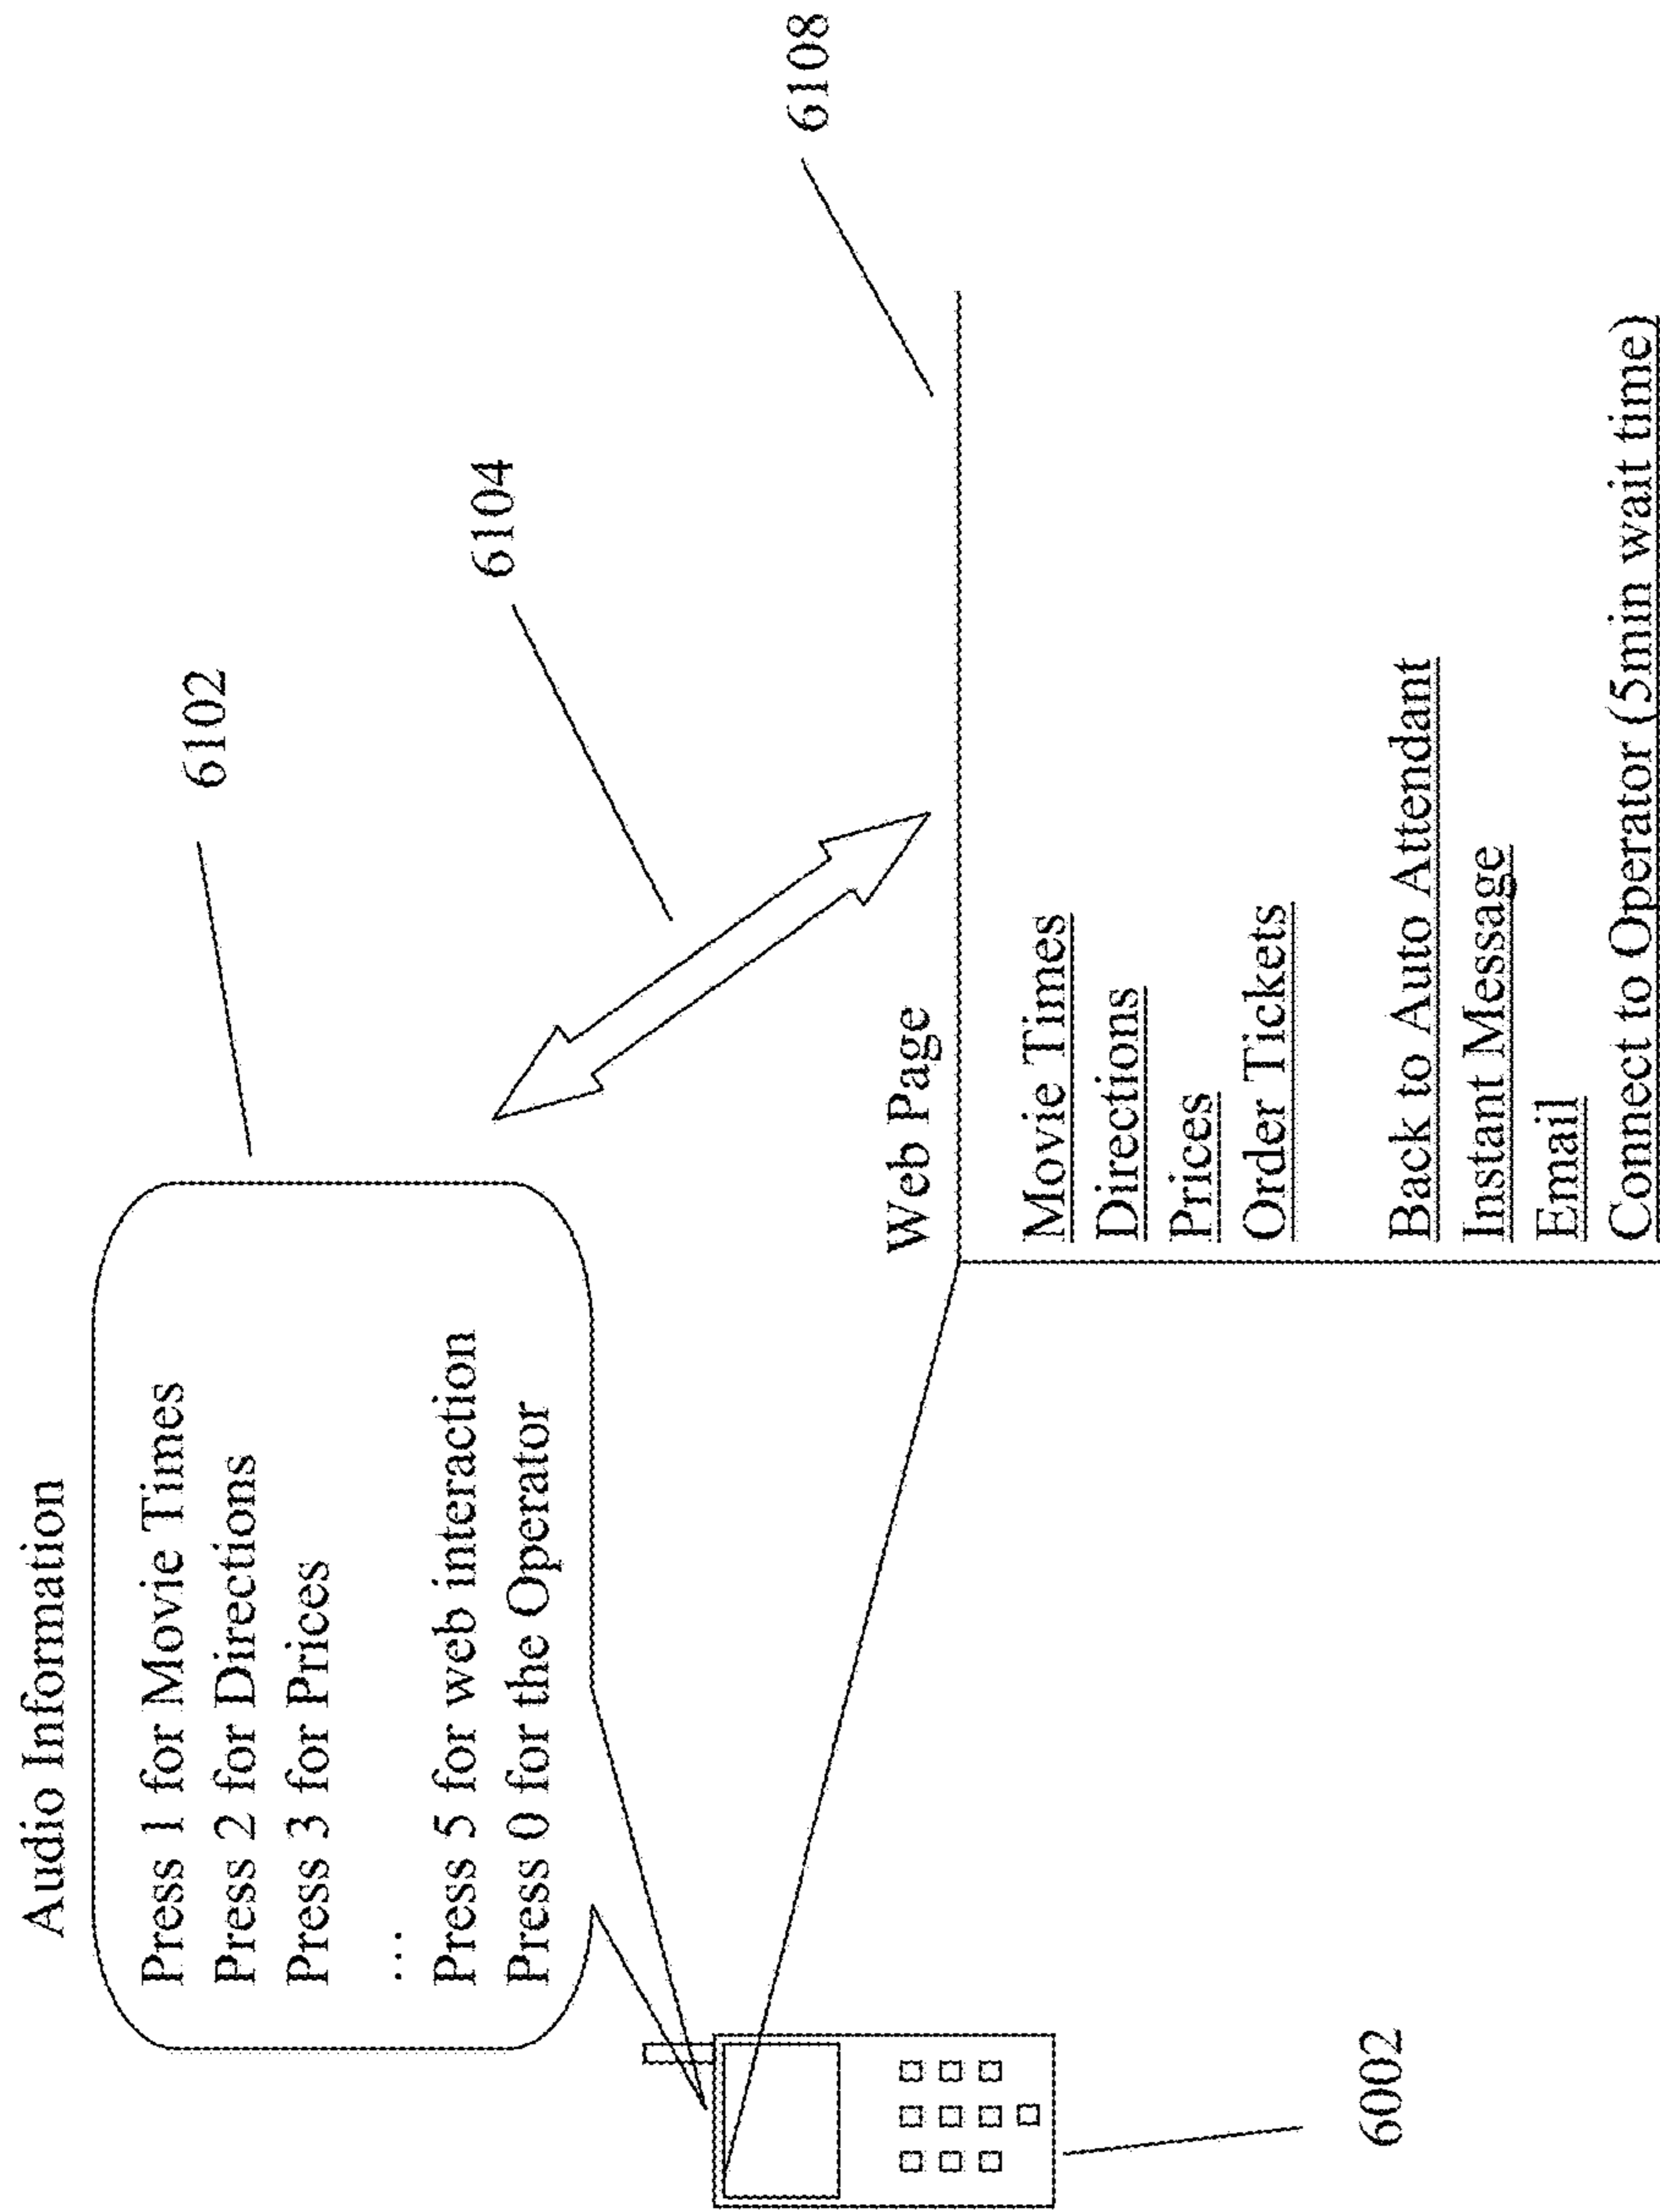 Audio Information
Press 1 for Movie Times
Press 2 for Directions
Press 3 for Prices
…
Press 5 for web interaction
Press 0 for the Operator
6102
6104
6108
Web Page
Movie Times
Directions
Prices
Order Tickets
Back to Auto Attendant
Instant Message
Email
Connect to Operator (5min wait time)
6002